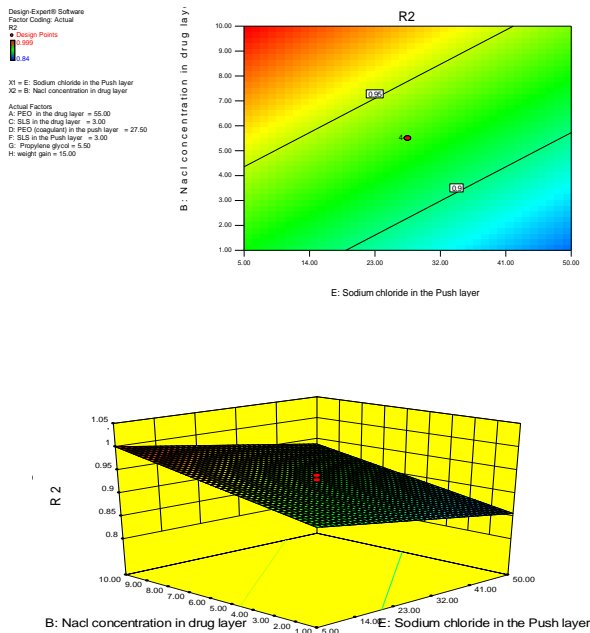 Design-Expert® Software
Factor Coding: Actual
R2
Design Points
0.999
0.84
X1 = E: Sodium chloride in the Push layer
X2 = B: Nacl concentration in drug layer
Actual Factors
A: PEO in the drug layer = 55.00
C: SLS in the drug layer = 3.00
D: PEO (coagulant) in the push layer = 27.50
F: SLS in the Push layer = 3.00
G: Propylene glycol = 5.50
H: weight gain = 15.00
R2
B: Nacl concentration in drug lay
10.00
9.00
8.00
7.00
6.00
5.00
4.00
3.00
2.00
1.00
0.95
4
0.9
5.00 14.00 23.00 32.00 41.00 50.00
E: Sodium chloride in the Push layer
R2
1.05
1
0.95
0.9
0.85
0.8
10.00 9.00 8.00 7.00 6.00 5.00 4.00 3.00 2.00 1.00
5.00 14.00 23.00 32.00 41.00 50.00
B: Nacl concentration in drug layer
E: Sodium chloride in the Push layer